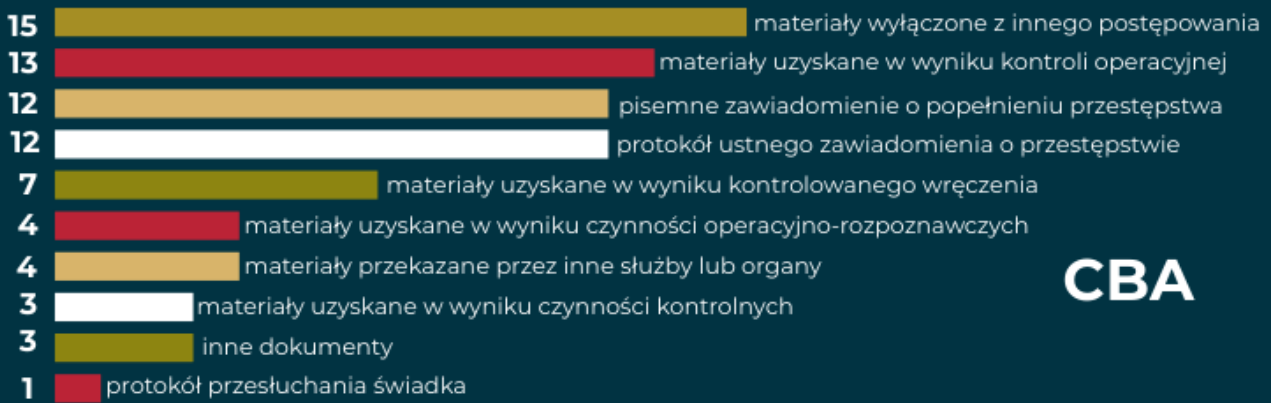 15 materiały wyłączone z innego postępowania
13 materiały uzyskane w wyniku kontroli operacyjnej
12 pisemne zawiadomienie o popełnieniu przestępstwa
12 protokół ustnego zawiadomienia o przestępstwie
7 materiały uzyskane w wyniku kontrolowanego wręczenia
4 materiały uzyskane w wyniku czynności operacyjno-rozpoznawczych
4 materiały przekazane przez inne służby lub organy
CBA
3 materiały uzyskane w wyniku czynności kontrolnych
3 inne dokumenty
1 protokół przesłuchania świadka